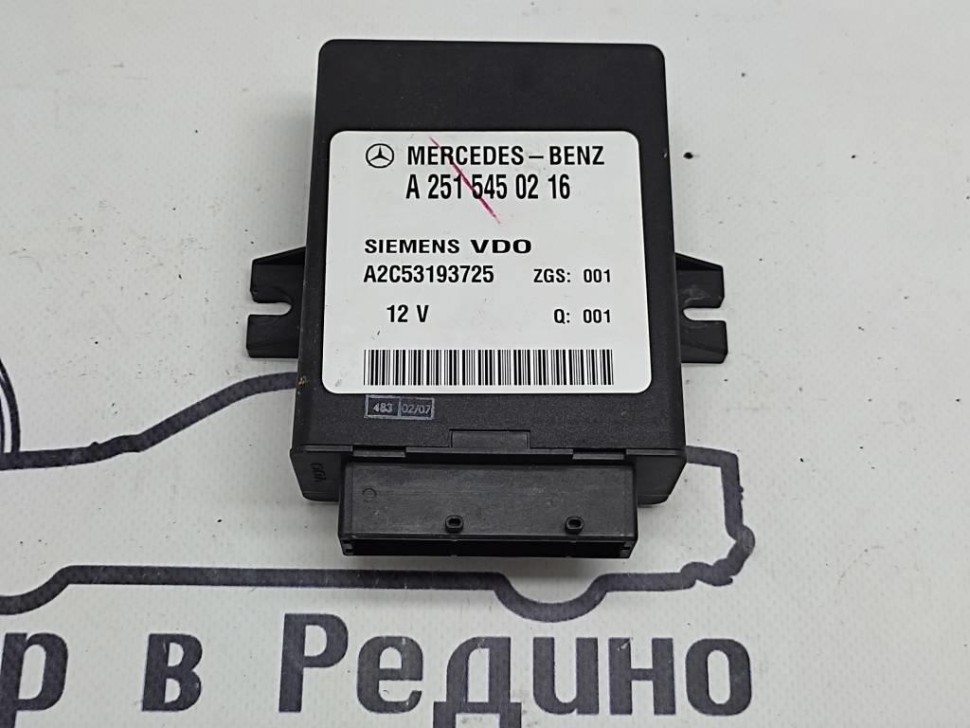 MERCEDES – BENZ
A 251 545 02 16
SIEMENS VDO
A2C53193725 ZGS: 001
12 V Q: 001
483 02/07
р в Редино